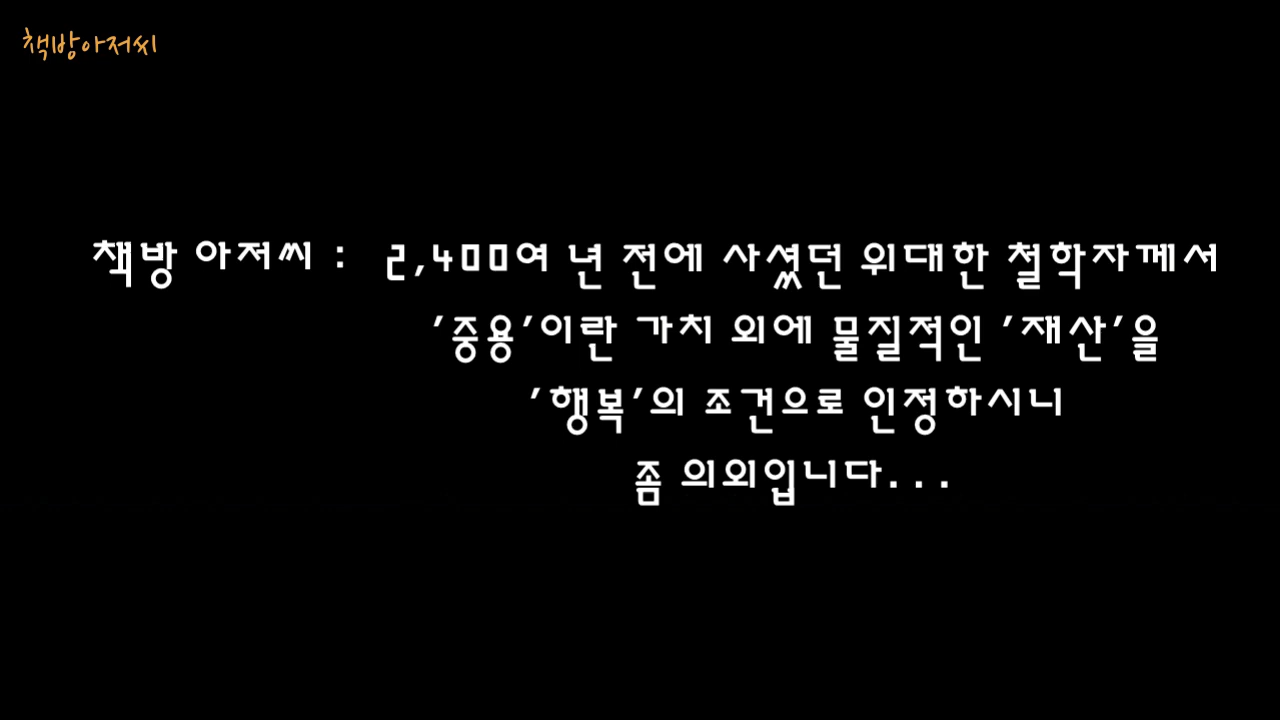 책방아저씨
책방 아저씨 : 2,400여 년 전에 사셨던 위대한 철학자께서
'중용'이란 가치 외에 물질적인 '재산'을
'행복'의 조건으로 인정하시니
좀 의외입니다...